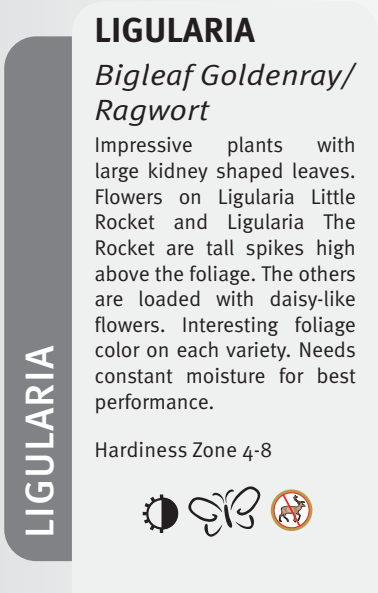 LIGULARIA
Bigleaf Goldenray/
Ragwort
Impressive plants with
large kidney shaped leaves.
Flowers on Ligularia Little
Rocket and Ligularia The
Rocket are tall spikes high
above the foliage. The others
are loaded with daisy-like
flowers. Interesting foliage
color on each variety. Needs
constant moisture for best
performance.
Hardiness Zone 4-8
LIGULARIA